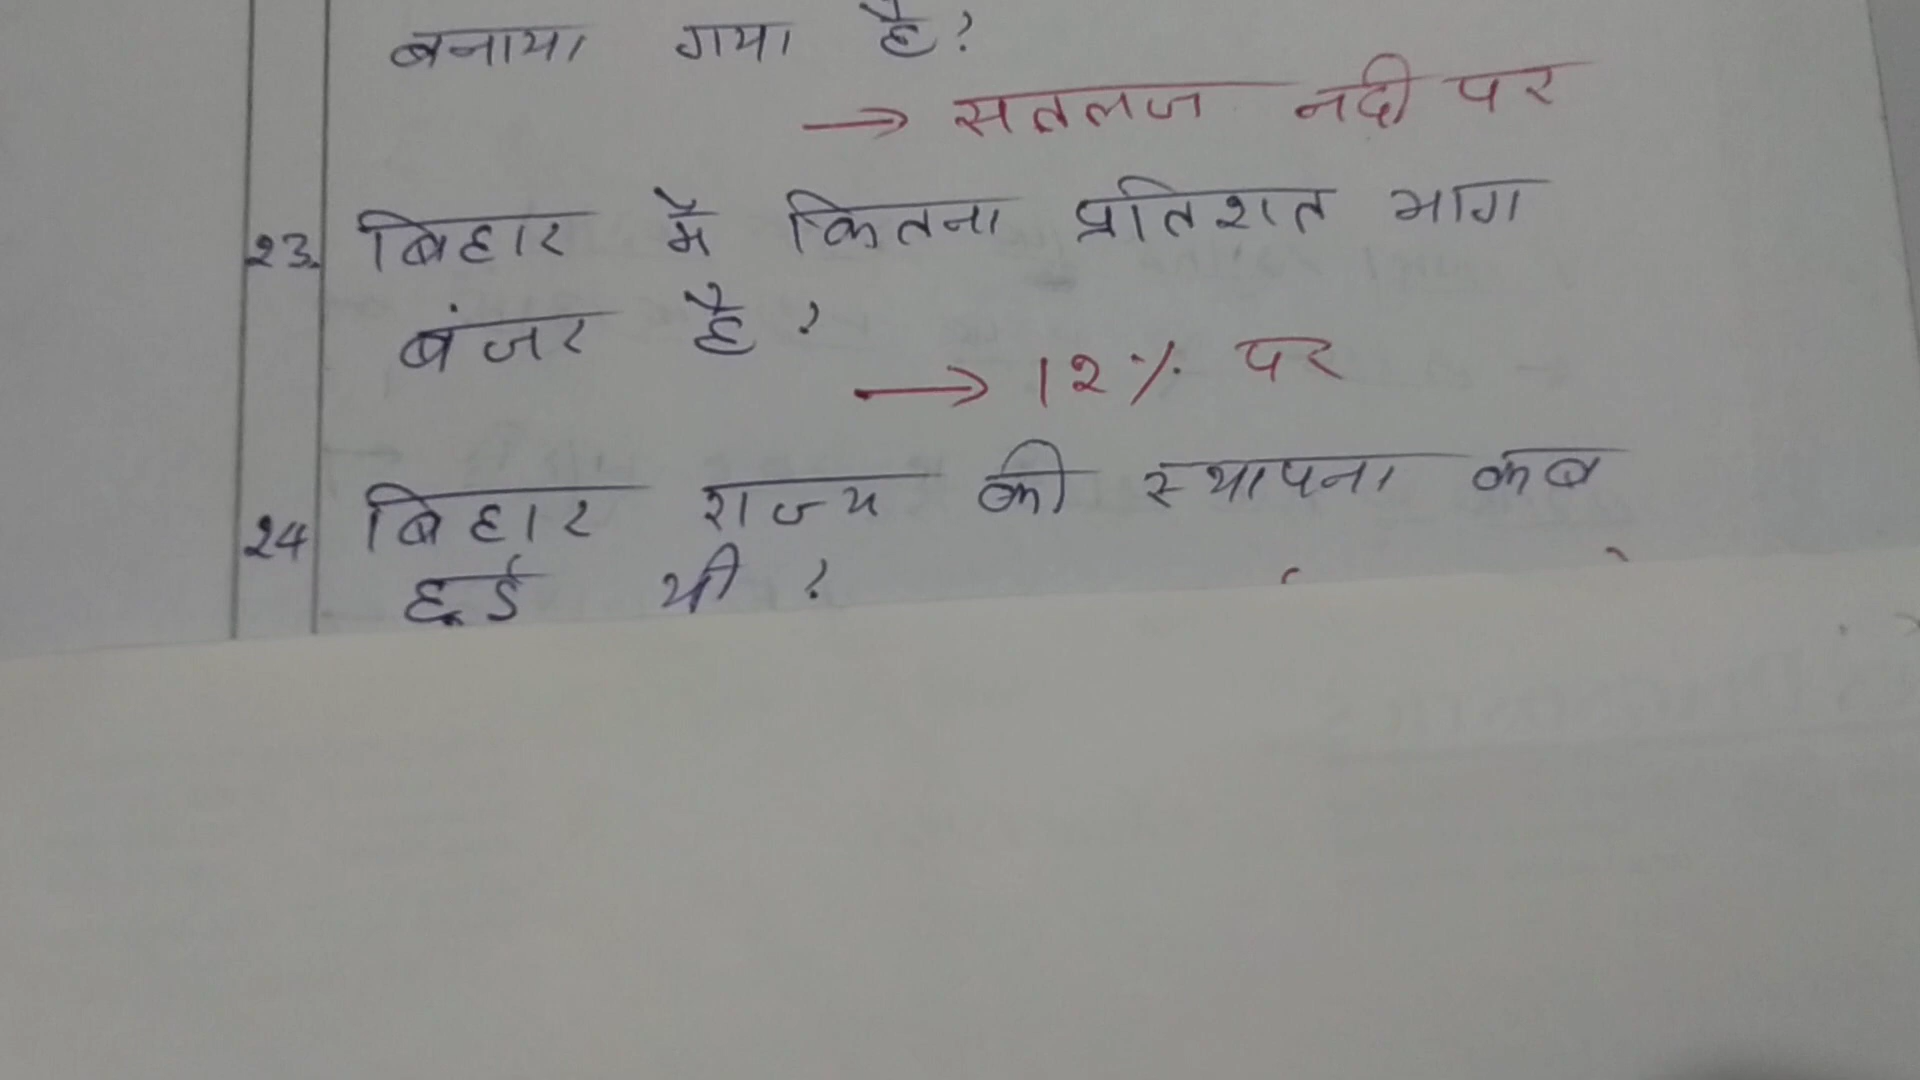 बनाया गया है?
→ सतलज नदी पर
23. बिहार में कितना प्रतिशत भाग
बंजर है?
→ 12% पर
24 बिहार राज्य की स्थापना कब
हूई थी?